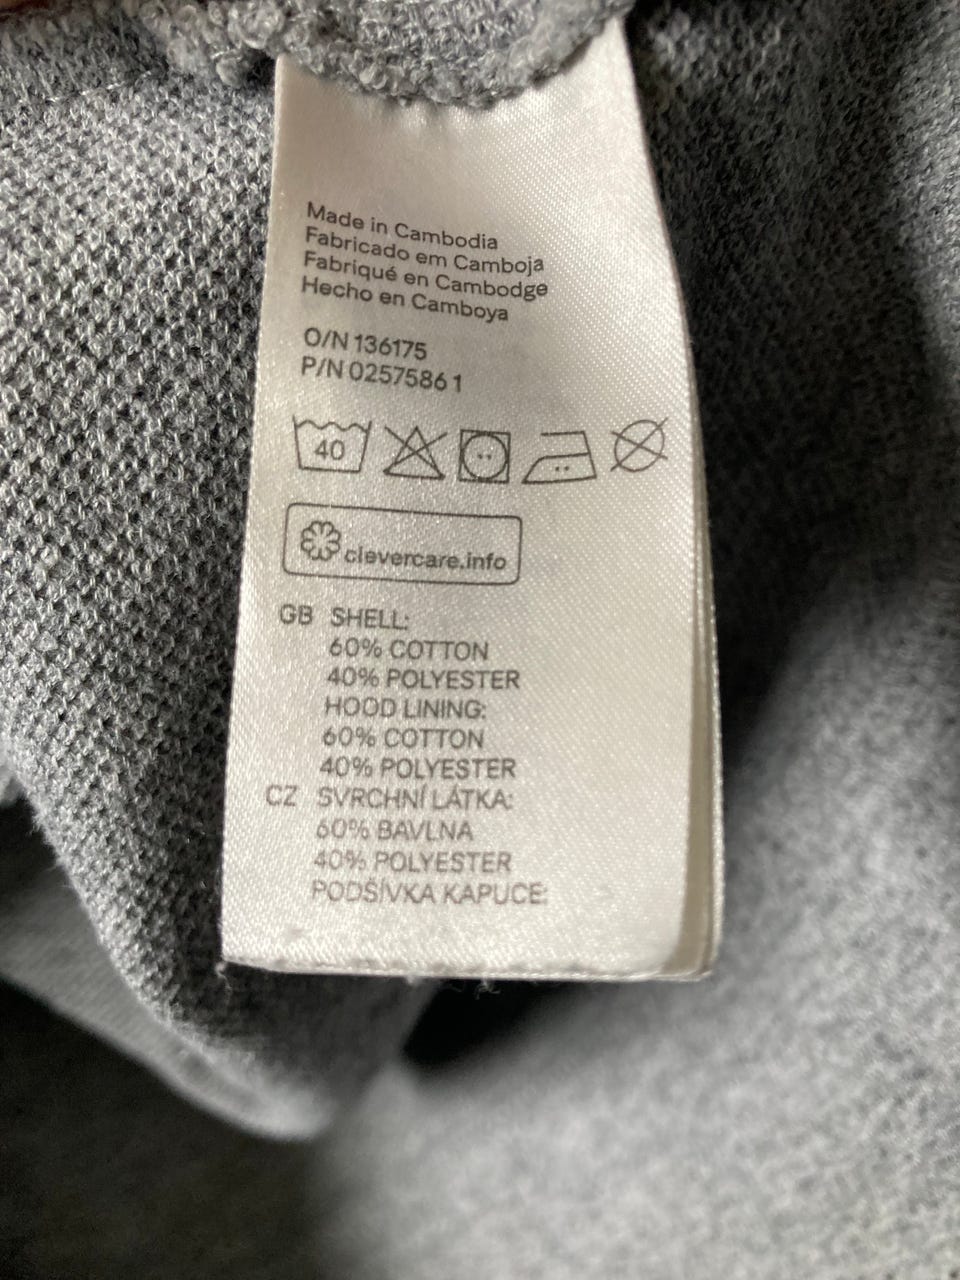 Made in Cambodia
Fabricado em Camboja
Fabriqué en Cambodge
Hecho en Camboya
O/N 136175
P/N 02575861
40
clevercare.info
GB SHELL:
60% COTTON
40% POLYESTER
HOOD LINING:
60% COTTON
40% POLYESTER
CZ SVRCHNÍ LÁTKA:
60% BAVLNA
40% POLYESTER
PODŠÍVKA KAPUCE: